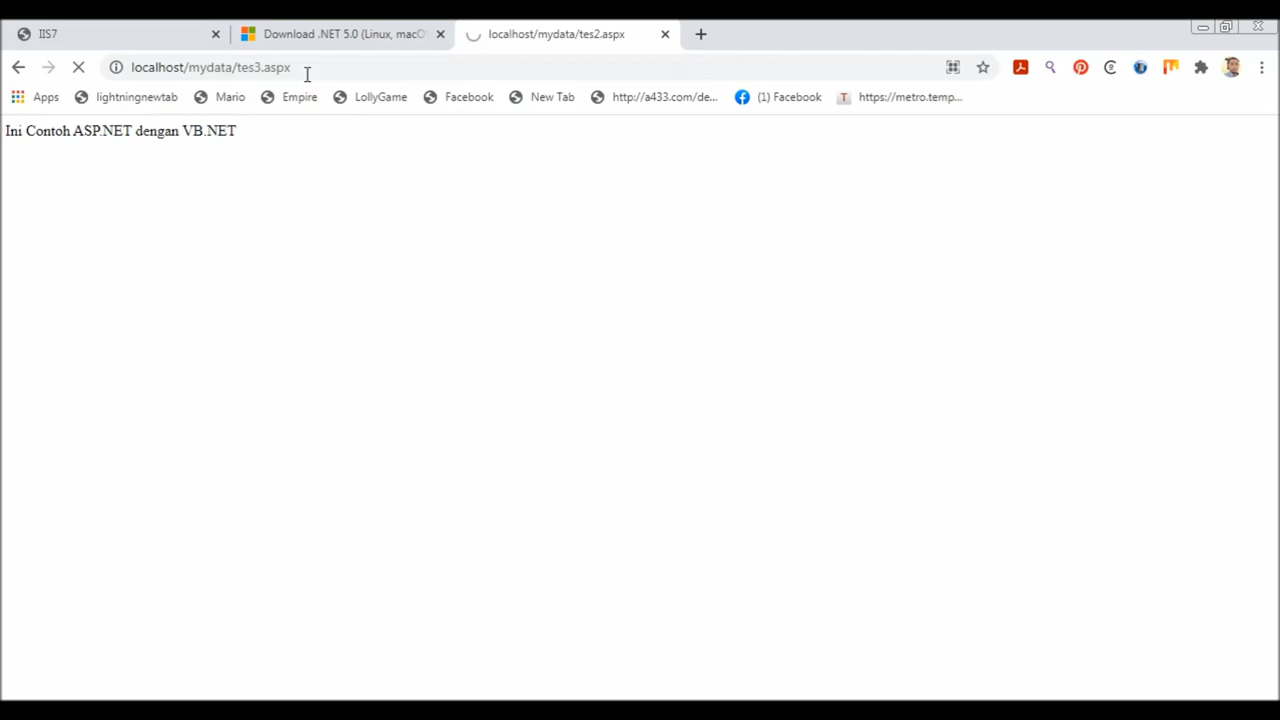 IIS7
Download .NET 5.0 (Linux, macO
localhost/mydata/tes2.aspx
localhost/mydata/tes3.aspx
Apps
lightningnewtab
Mario
Empire
LollyGame
Facebook
New Tab
http://a433.com/de...
(1) Facebook
T
https://metro.temp...
Ini Contoh ASP.NET dengan VB.NET